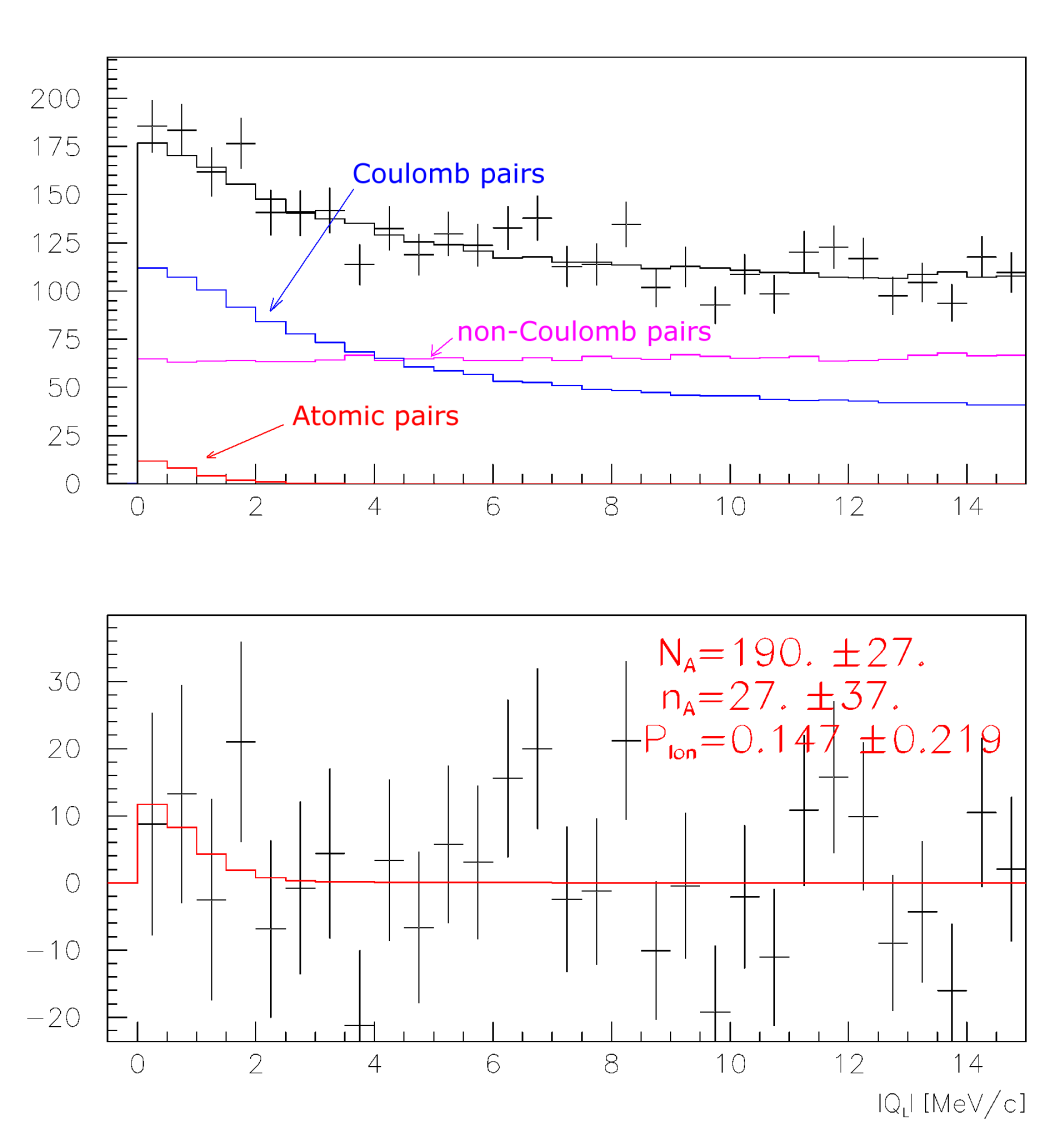 200
175
150
125
100
75
50
25
0
Coulomb pairs
non-Coulomb pairs
Atomic pairs
0 2 4 6 8 10 12 14
30
20
10
0
−10
−20
N_A=190. ±27.
n_A=27. ±37.
P_Ion=0.147 ±0.219
0 2 4 6 8 10 12 14
|Q_L| [MeV/c]